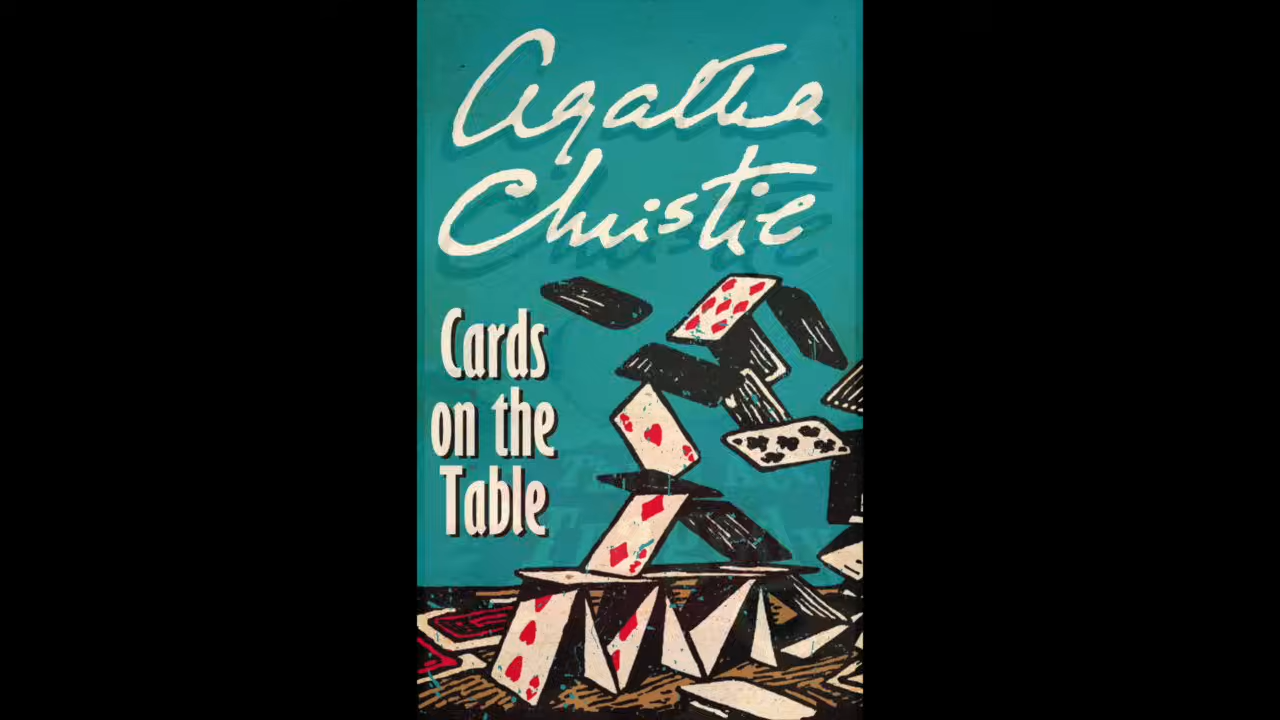 Agatha
Christie
Cards
on the
Table